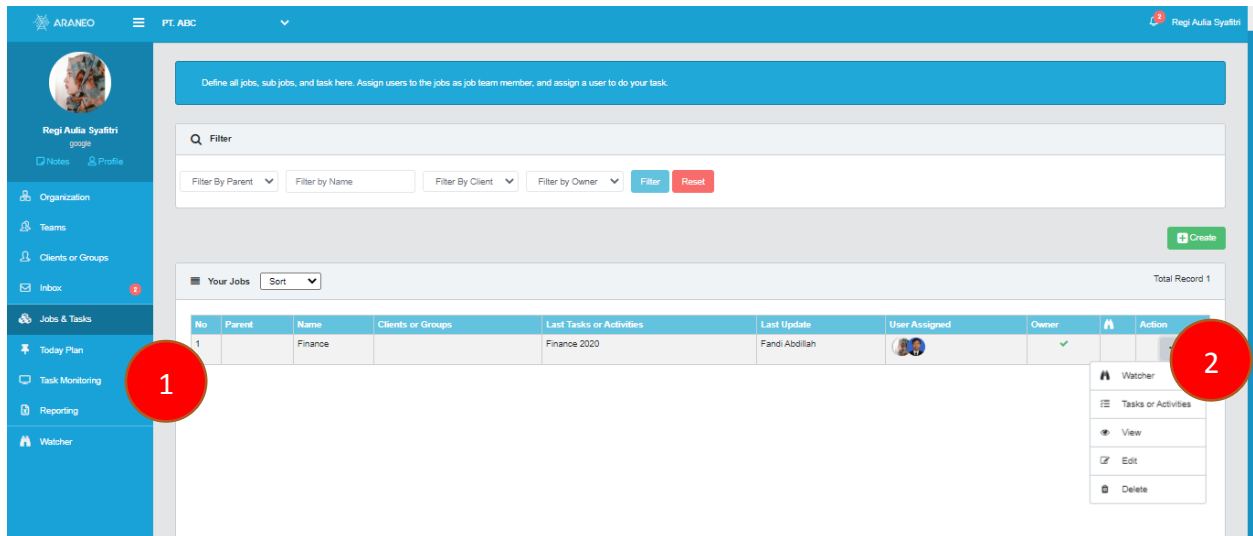 ARANEO
PT. ABC
2
Regi Aulia Syafitri
Regi Aulia Syafitri
google
Notes Profile
Organization
Teams
Clients or Groups
Inbox 2
Jobs & Tasks
Today Plan
Task Monitoring
Reporting
Watcher
1
Define all jobs, sub jobs, and task here. Assign users to the jobs as job team member, and assign a user to do your task.
Filter
Filter By Parent Filter by Name Filter By Client Filter by Owner Filter Reset
Create
Your Jobs Sort Total Record 1
No Parent Name Clients or Groups Last Tasks or Activities Last Update User Assigned Owner Action
1 Finance Finance 2020 Fandi Abdillah
2
Watcher
Tasks or Activities
View
Edit
Delete